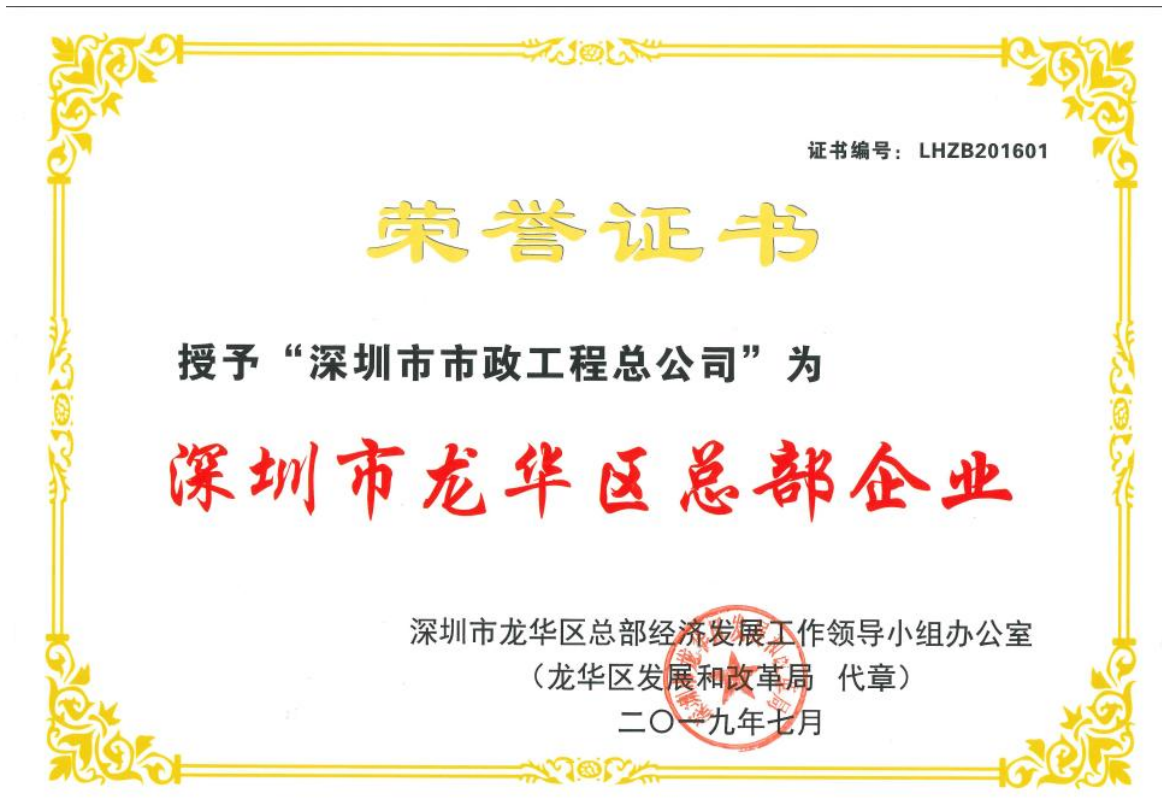 证书编号：LHZB201601
荣誉证书
授予“深圳市市政工程总公司”为
深圳市龙华区总部企业
深圳市龙华区总部经济发展工作领导小组办公室
（龙华区发展和改革局 代章）
二〇一九年七月